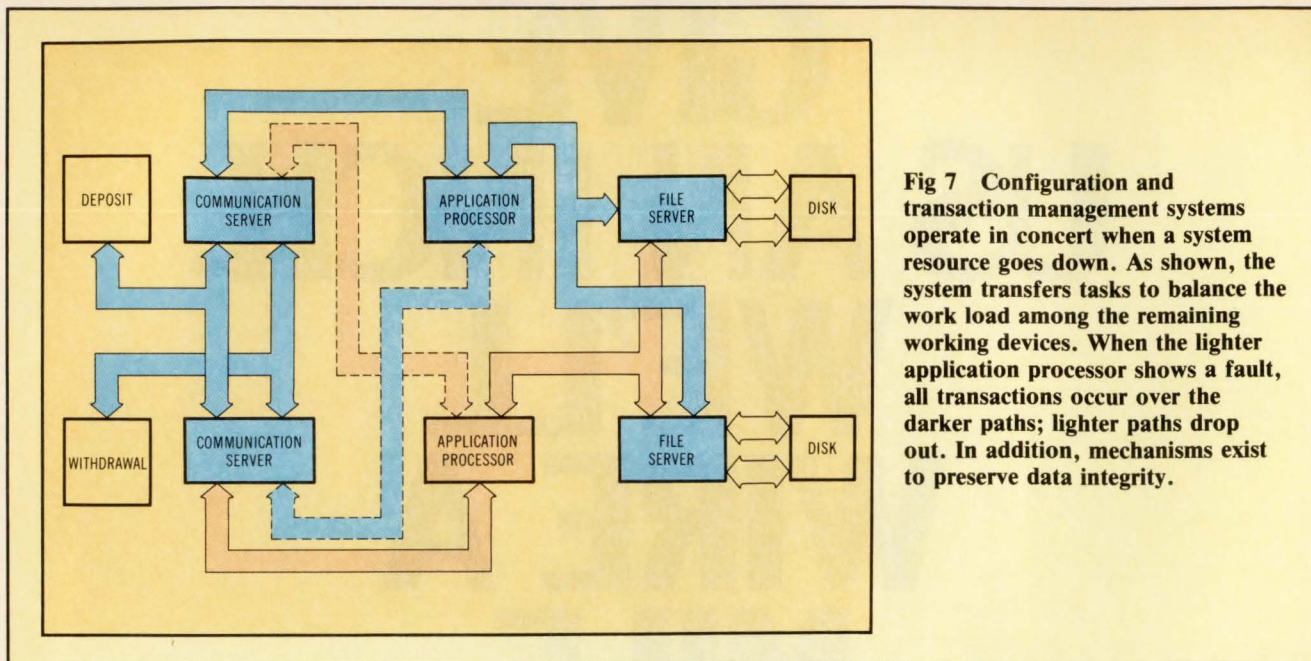 DEPOSIT
COMMUNICATION
SERVER
APPLICATION
PROCESSOR
FILE
SERVER
DISK
WITHDRAWAL
COMMUNICATION
SERVER
APPLICATION
PROCESSOR
FILE
SERVER
DISK
Fig 7 Configuration and
transaction management systems
operate in concert when a system
resource goes down. As shown, the
system transfers tasks to balance the
work load among the remaining
working devices. When the lighter
application processor shows a fault,
all transactions occur over the
darker paths; lighter paths drop
out. In addition, mechanisms exist
to preserve data integrity.